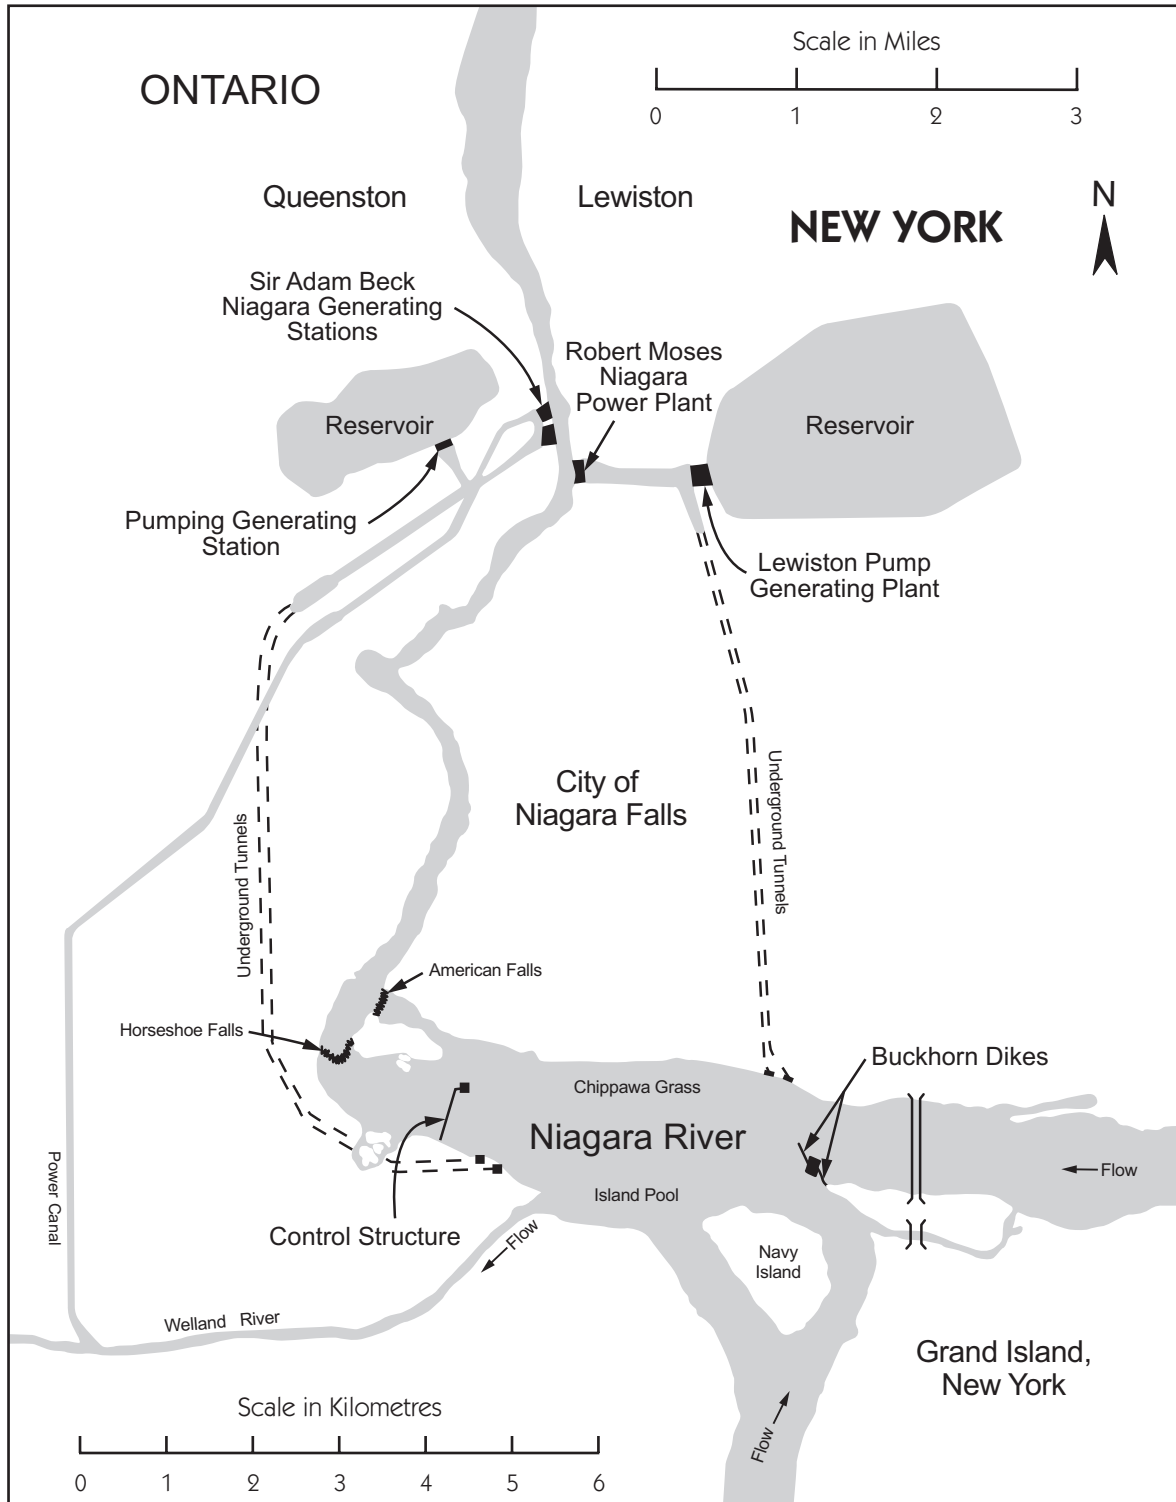 Scale in Miles
0 1 2 3
ONTARIO
Queenston
Lewiston
NEW YORK
N
Sir Adam Beck
Niagara Generating
Stations
Robert Moses
Niagara
Power Plant
Reservoir
Reservoir
Pumping Generating
Station
Lewiston Pump
Generating Plant
City of
Niagara Falls
Underground Tunnels
Underground Tunnels
American Falls
Horseshoe Falls
Buckhorn Dikes
Chippawa Grass
Niagara River
Flow
Island Pool
Power Canal
Control Structure
Flow
Navy
Island
Welland River
Grand Island,
New York
Flow
Scale in Kilometres
0 1 2 3 4 5 6